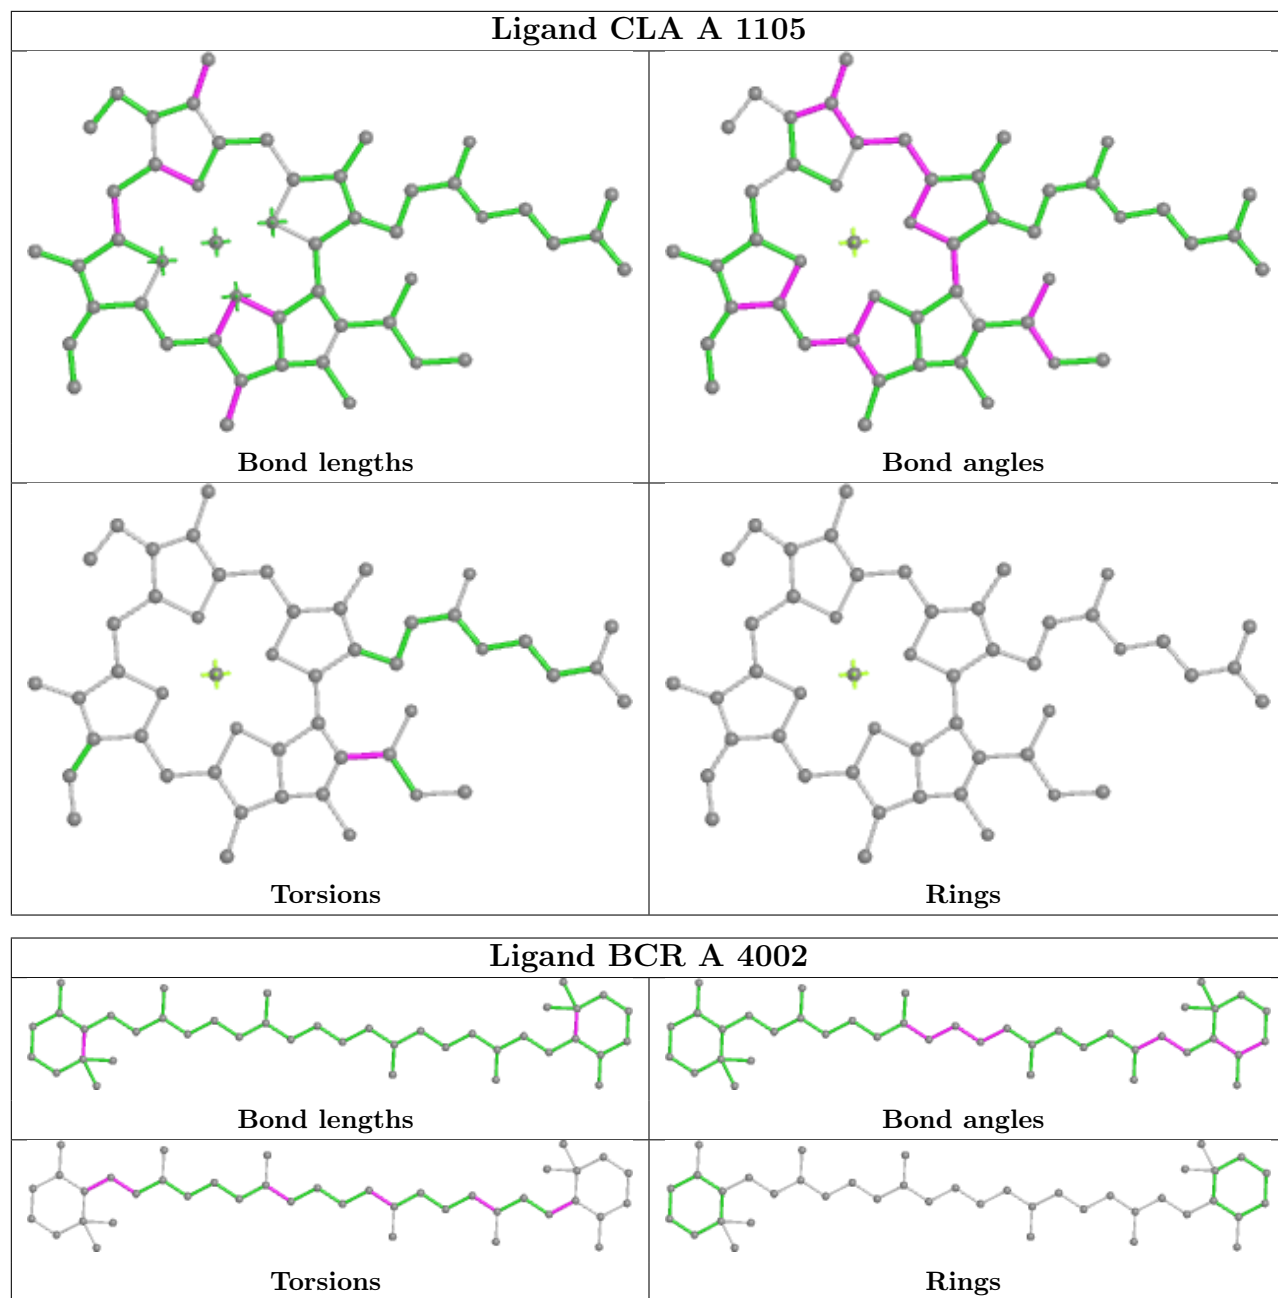 Ligand CLA A 1105
Bond lengths
Bond angles
Torsions
Rings
Ligand BCR A 4002
Bond lengths
Bond angles
Torsions
Rings